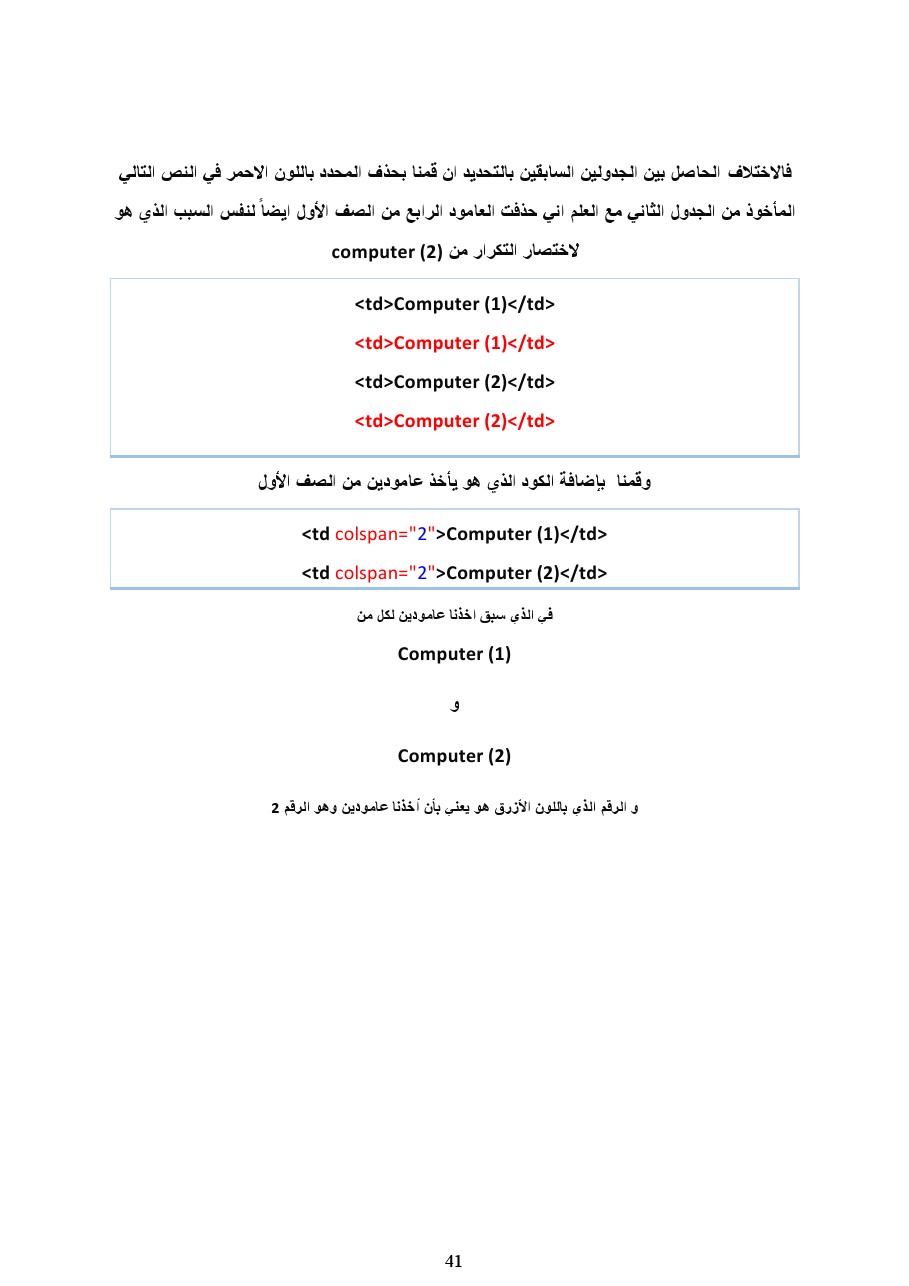 فالاختلاف الحاصل بين الجدولين السابقين بالتحديد ان قمنا بحذف المحدد باللون الاحمر في النص التالي
المأخوذ من الجدول الثاني مع العلم اني حذفت العامود الرابع من الصف الأول ايضاً لنفس السبب الذي هو
لاختصار التكرار من computer (2)
<td>Computer (1)</td>
<td>Computer (1)</td>
<td>Computer (2)</td>
<td>Computer (2)</td>
وقمنا بإضافة الكود الذي هو يأخذ عامودين من الصف الأول
<td colspan="2">Computer (1)</td>
<td colspan="2">Computer (2)</td>
في الذي سبق اخذنا عامودين لكل من
Computer (1)
و
Computer (2)
و الرقم الذي باللون الأزرق هو يعني بأن أخذنا عامودين وهو الرقم 2
41